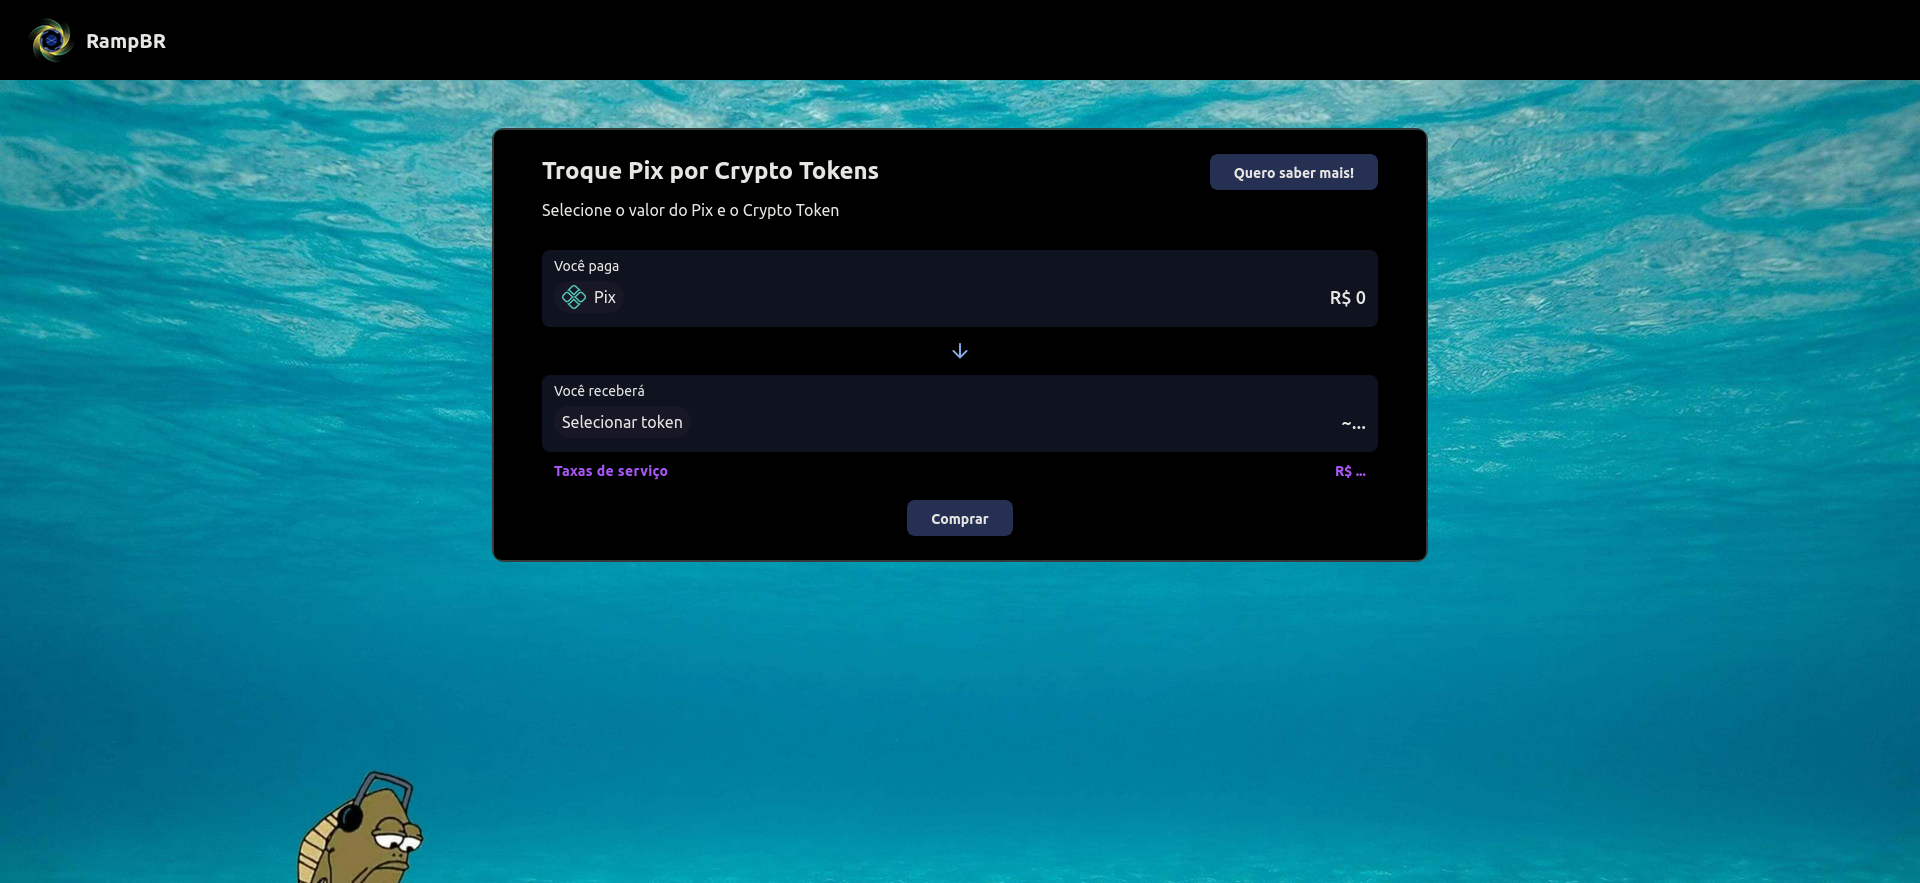 RampBR
Troque Pix por Crypto Tokens
Quero saber mais!
Selecione o valor do Pix e o Crypto Token
Você paga
Pix
R$ 0
Você receberá
Selecionar token
~...
Taxas de serviço
R$ ...
Comprar